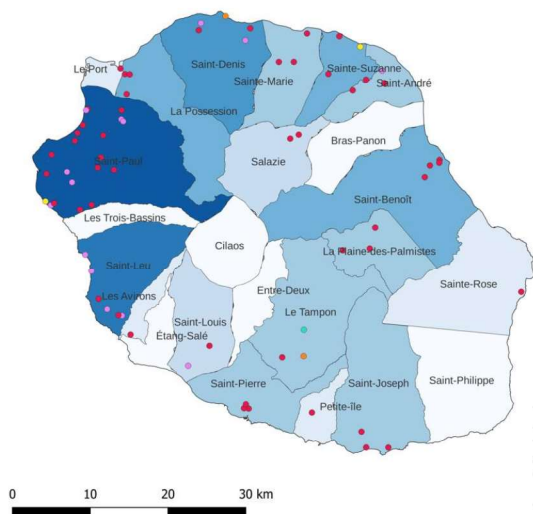 Le Port
Saint-Denis
Sainte-Marie
Sainte-Suzanne
Saint-André
La Possession
Bras-Panon
Saint-Paul
Salazie
Saint-Benoît
Les Trois-Bassins
Cilaos
La Plaine-des-Palmistes
Saint-Leu
Sainte-Rose
Entre-Deux
Les Avirons
Le Tampon
Saint-Louis
Étang-Salé
Saint-Pierre
Saint-Joseph
Saint-Philippe
Petite-île
0 10 20 30 km